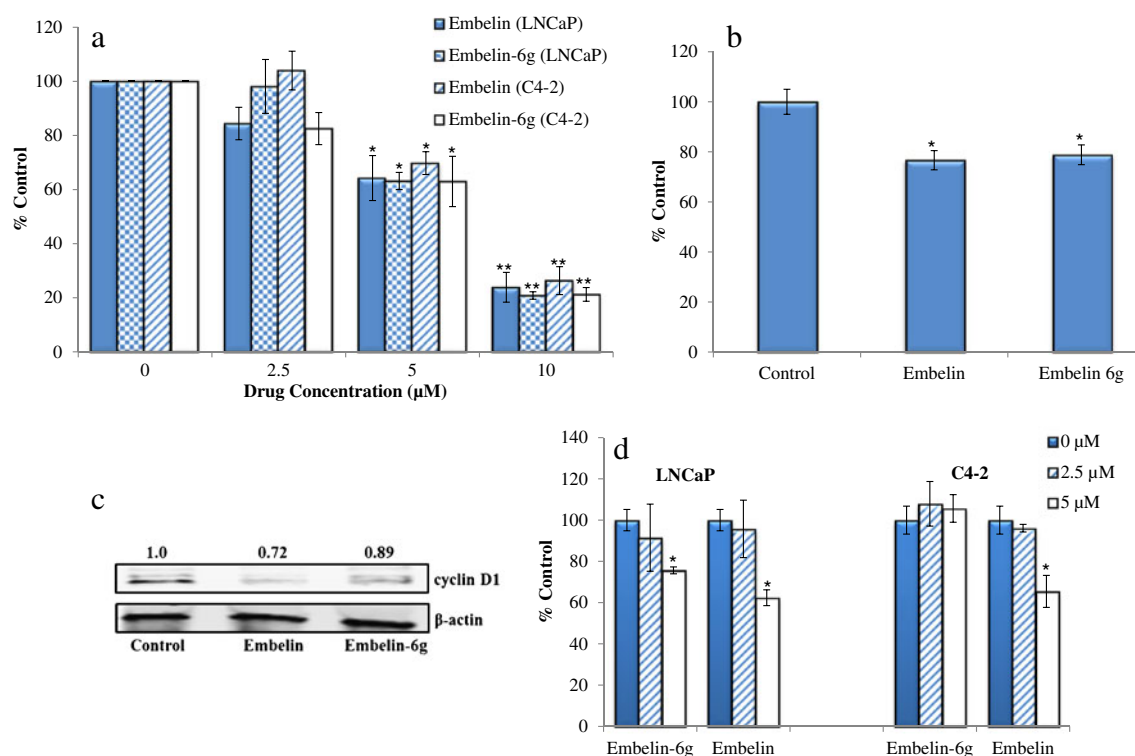 a
Embelin (LNCaP)
Embelin-6g (LNCaP)
Embelin (C4-2)
Embelin-6g (C4-2)
120
100
80
60
40
20
0
% Control
* * * *
** ** ** **
0 2.5 5 10
Drug Concentration (µM)
b
120
100
80
60
40
20
0
% Control
* *
Control Embelin Embelin 6g
c
1.0 0.72 0.89
cyclin D1
β-actin
Control Embelin Embelin-6g
d
0 µM
2.5 µM
5 µM
LNCaP C4-2
140
120
100
80
60
40
20
0
% Control
* * *
Embelin-6g Embelin Embelin-6g Embelin